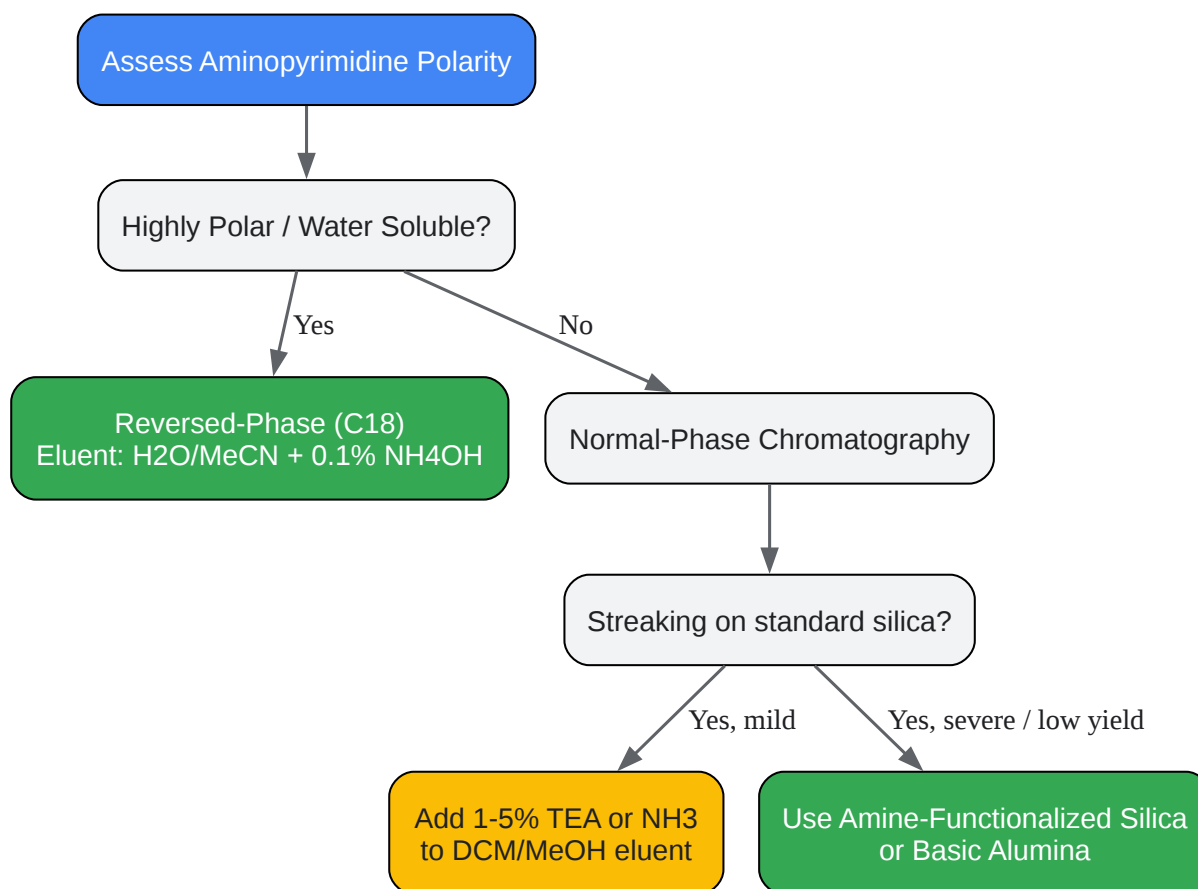 Assess Aminopyrimidine Polarity
Highly Polar / Water Soluble?
Yes
No
Reversed-Phase (C18)
Eluent: H2O/MeCN + 0.1% NH4OH
Normal-Phase Chromatography
Streaking on standard silica?
Yes, mild
Yes, severe / low yield
Add 1-5% TEA or NH3
to DCM/MeOH eluent
Use Amine-Functionalized Silica
or Basic Alumina